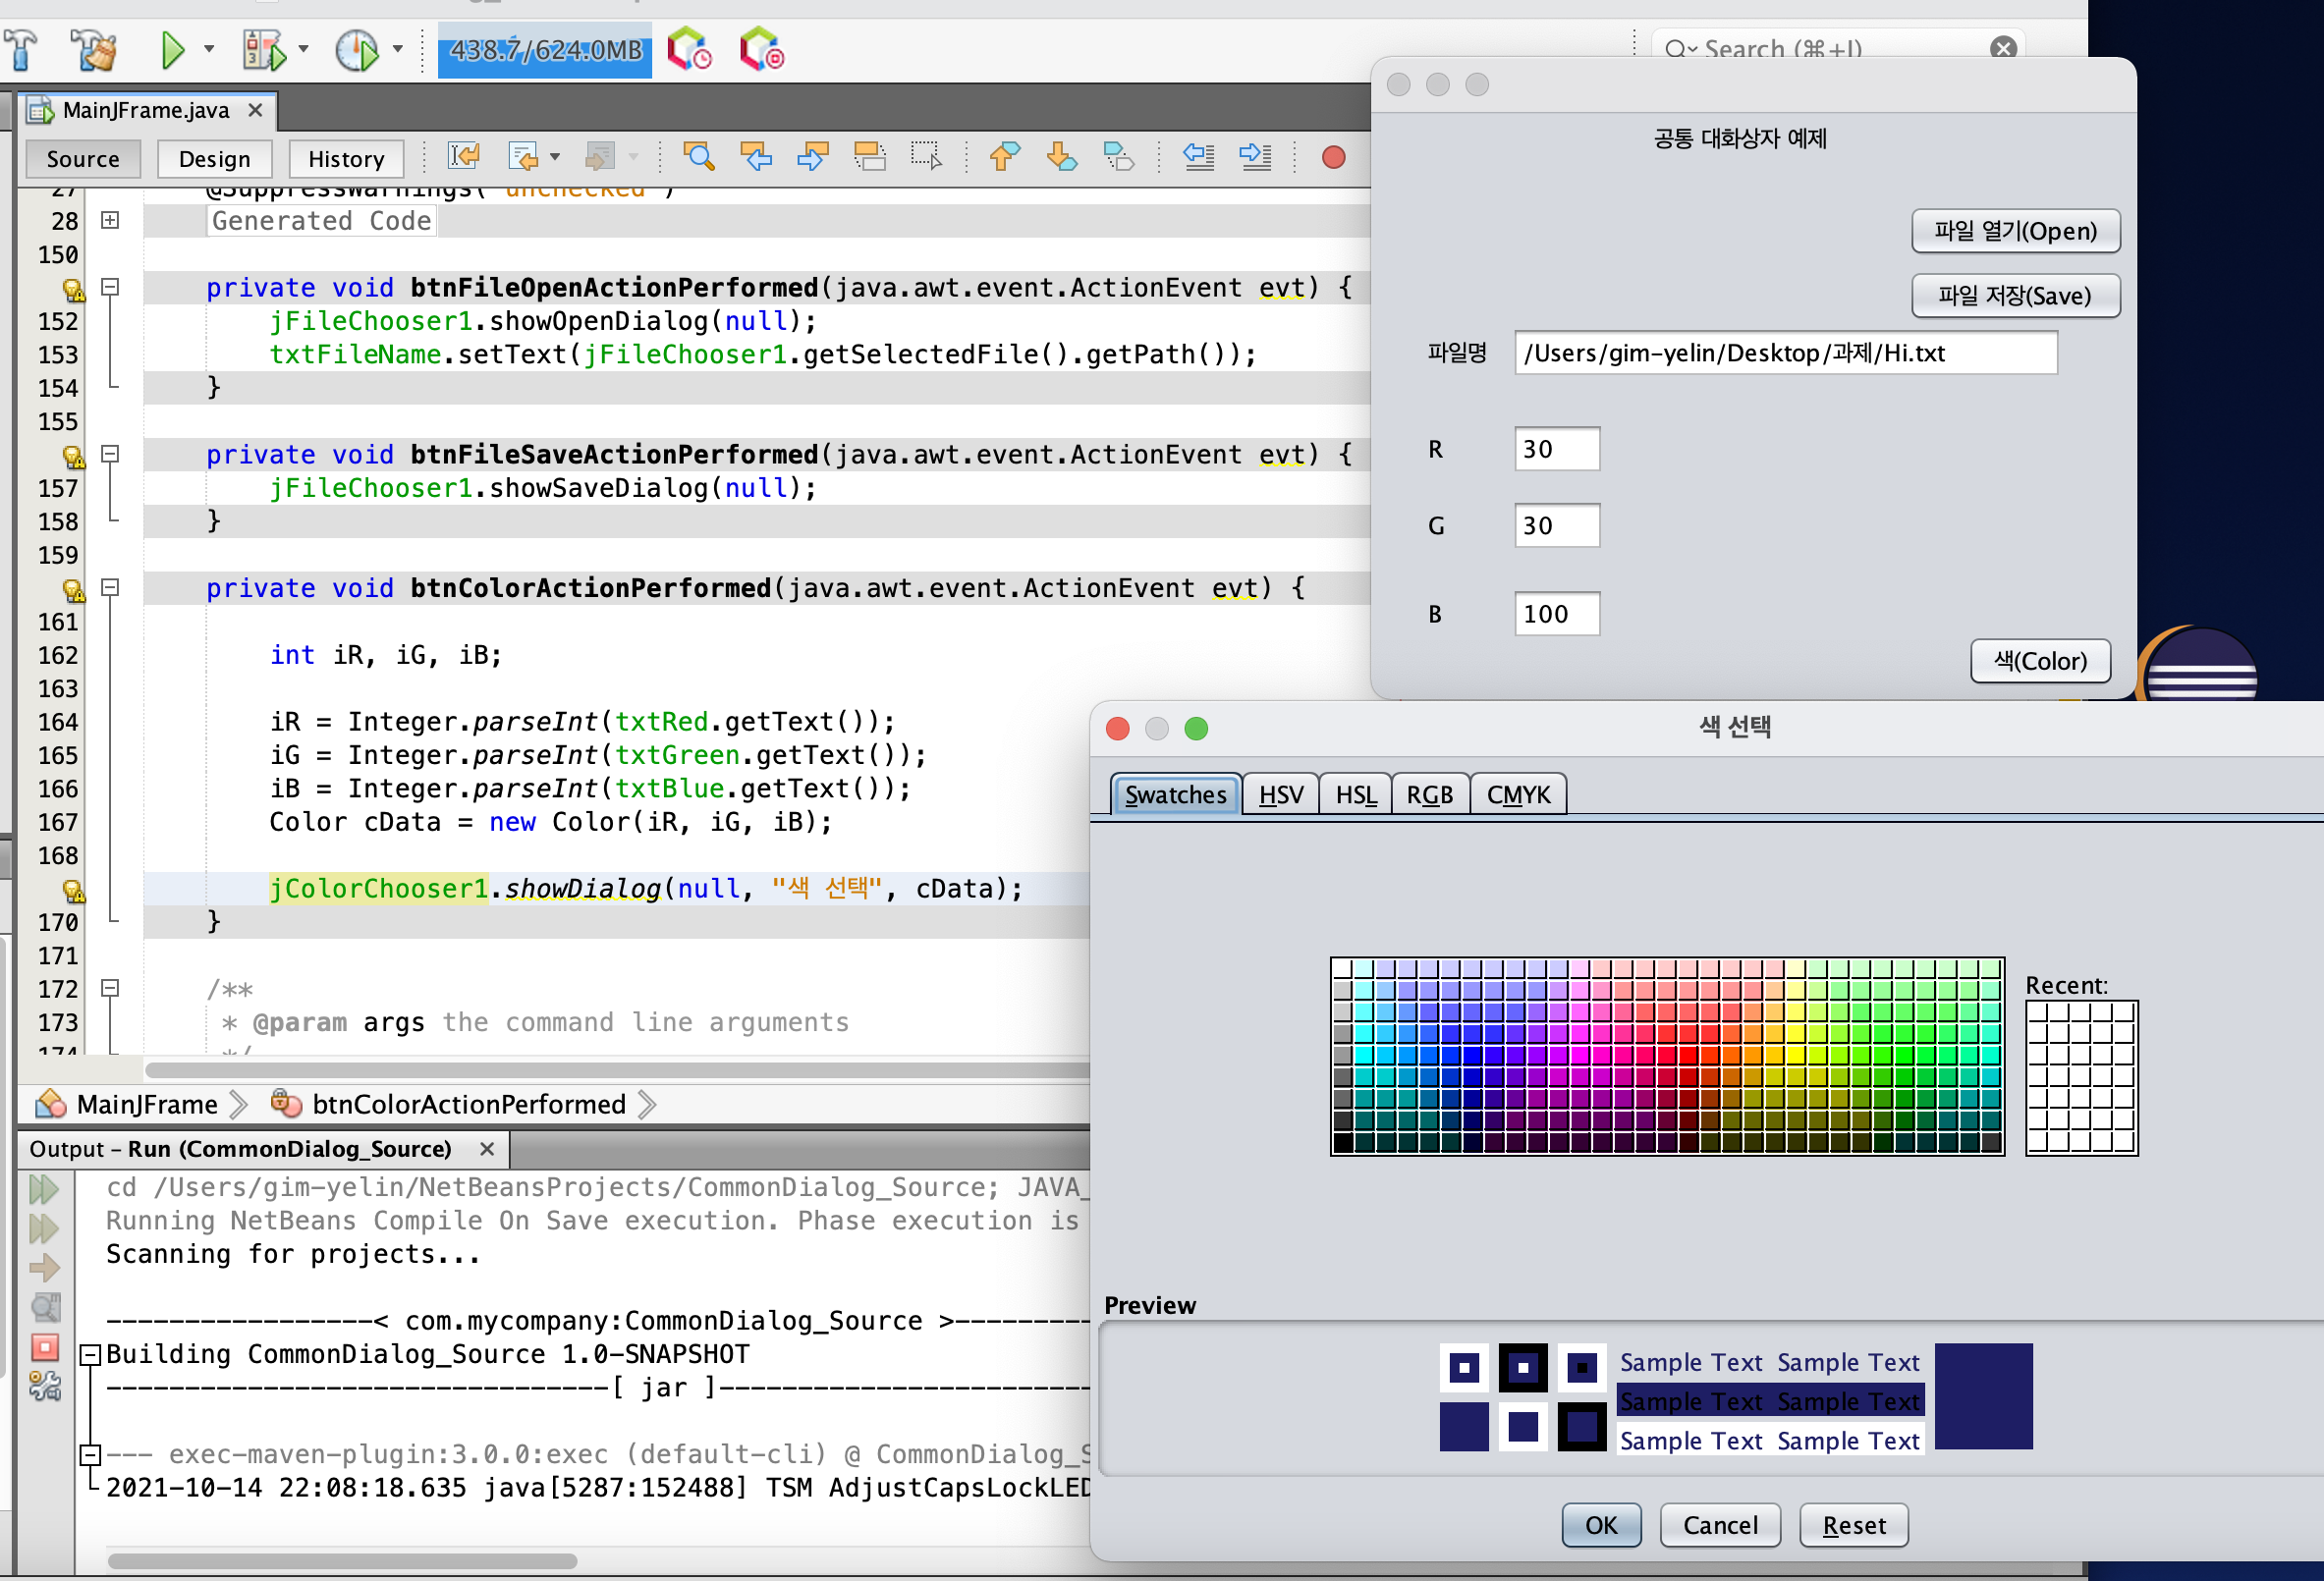 438.7/624.0MB
Search (⌘+I)
MainJFrame.java
Source Design History
27 @SuppressWarnings("unchecked")
28 Generated Code
150
private void btnFileOpenActionPerformed(java.awt.event.ActionEvent evt) {
152 jFileChooser1.showOpenDialog(null);
153 txtFileName.setText(jFileChooser1.getSelectedFile().getPath());
154 }
155
private void btnFileSaveActionPerformed(java.awt.event.ActionEvent evt) {
157 jFileChooser1.showSaveDialog(null);
158 }
159
private void btnColorActionPerformed(java.awt.event.ActionEvent evt) {
161
162 int iR, iG, iB;
163
164 iR = Integer.parseInt(txtRed.getText());
165 iG = Integer.parseInt(txtGreen.getText());
166 iB = Integer.parseInt(txtBlue.getText());
167 Color cData = new Color(iR, iG, iB);
168
jColorChooser1.showDialog(null, "색 선택", cData);
170 }
171
172 /**
173 * @param args the command line arguments
174 */
MainJFrame btnColorActionPerformed
Output – Run (CommonDialog_Source)
cd /Users/gim-yelin/NetBeansProjects/CommonDialog_Source; JAVA_
Running NetBeans Compile On Save execution. Phase execution is
Scanning for projects...
-----------------< com.mycompany:CommonDialog_Source >---------
Building CommonDialog_Source 1.0-SNAPSHOT
--------------------------------[ jar ]------------------------
--- exec-maven-plugin:3.0.0:exec (default-cli) @ CommonDialog_S
2021-10-14 22:08:18.635 java[5287:152488] TSM AdjustCapsLockLED
공통 대화상자 예제
파일 열기(Open)
파일 저장(Save)
파일명 /Users/gim-yelin/Desktop/과제/Hi.txt
R 30
G 30
B 100
색(Color)
색 선택
Swatches HSV HSL RGB CMYK
Recent:
Preview
Sample Text Sample Text
Sample Text Sample Text
Sample Text Sample Text
OK Cancel Reset